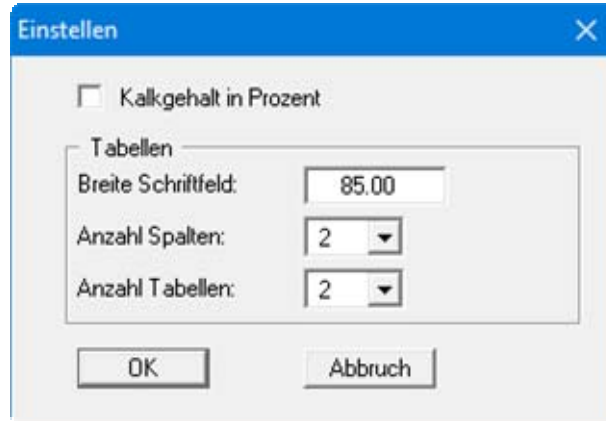 Einstellen
Kalkgehalt in Prozent
Tabellen
Breite Schriftfeld: 85.00
Anzahl Spalten: 2
Anzahl Tabellen: 2
OK Abbruch